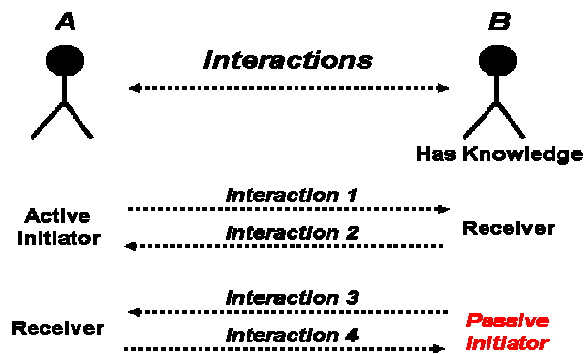 A B
Interactions
Has Knowledge
Interaction 1
Active
Initiator
Receiver
Interaction 2
Interaction 3
Receiver
Passive
Initiator
Interaction 4